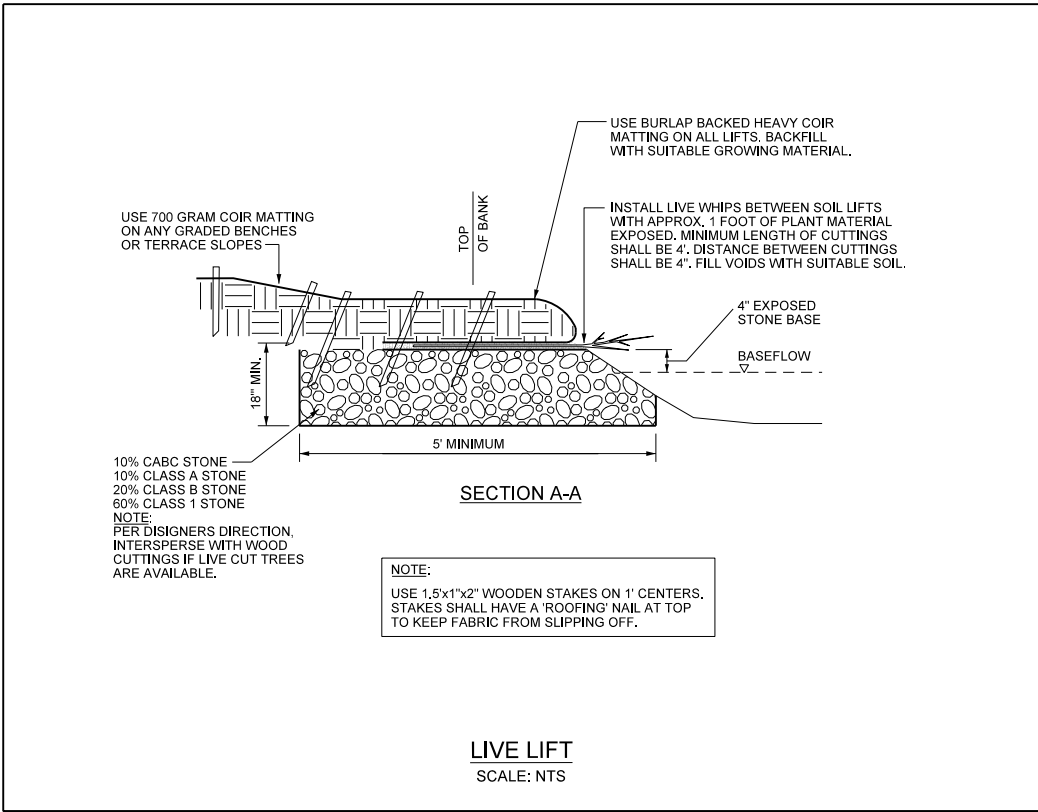 USE BURLAP BACKED HEAVY COIR
MATTING ON ALL LIFTS. BACKFILL
WITH SUITABLE GROWING MATERIAL.
USE 700 GRAM COIR MATTING
ON ANY GRADED BENCHES
OR TERRACE SLOPES
TOP
OF BANK
INSTALL LIVE WHIPS BETWEEN SOIL LIFTS
WITH APPROX. 1 FOOT OF PLANT MATERIAL
EXPOSED. MINIMUM LENGTH OF CUTTINGS
SHALL BE 4'. DISTANCE BETWEEN CUTTINGS
SHALL BE 4". FILL VOIDS WITH SUITABLE SOIL.
4" EXPOSED
STONE BASE
BASEFLOW
18''' MIN.
5' MINIMUM
10% CABC STONE
10% CLASS A STONE
20% CLASS B STONE
60% CLASS 1 STONE
NOTE:
PER DISIGNERS DIRECTION,
INTERSPERSE WITH WOOD
CUTTINGS IF LIVE CUT TREES
ARE AVAILABLE.
SECTION A-A
NOTE:
USE 1.5'x1"x2" WOODEN STAKES ON 1' CENTERS.
STAKES SHALL HAVE A 'ROOFING' NAIL AT TOP
TO KEEP FABRIC FROM SLIPPING OFF.
LIVE LIFT
SCALE: NTS